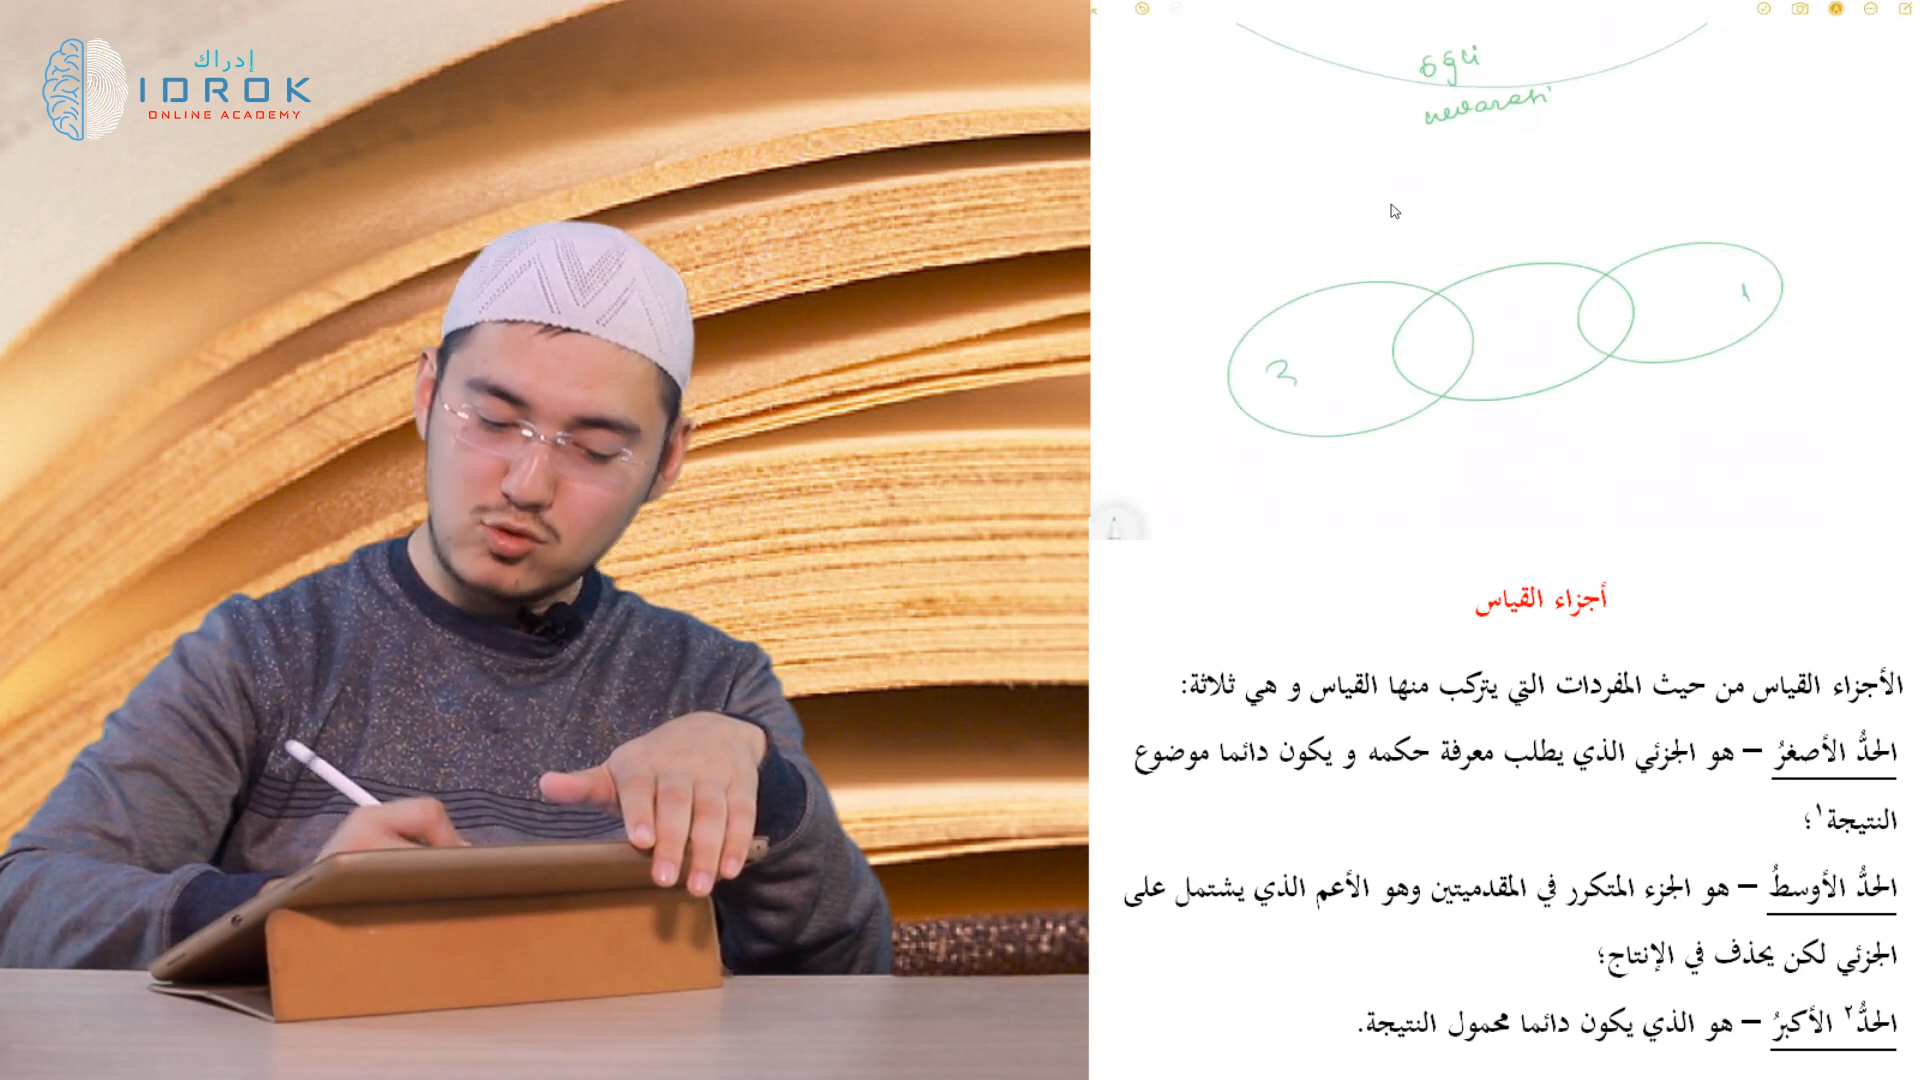 إدراك
IDROK
ONLINE ACADEMY
o'g'li
nevarasi
3
1
أجزاء القياس
الأجزاء القياس من حيث المفردات التي يتركب منها القياس و هي ثلاثة:
الحدُّ الأصغرُ – هو الجزئي الذي يطلب معرفة حكمه و يكون دائما موضوع
النتيجة١؛
الحدُّ الأوسطُ – هو الجزء المتكرر في المقدميتين وهو الأعم الذي يشتمل على
الجزئي لكن يحذف في الإنتاج؛
الحدُّ٢ الأكبرُ – هو الذي يكون دائما محمول النتيجة.